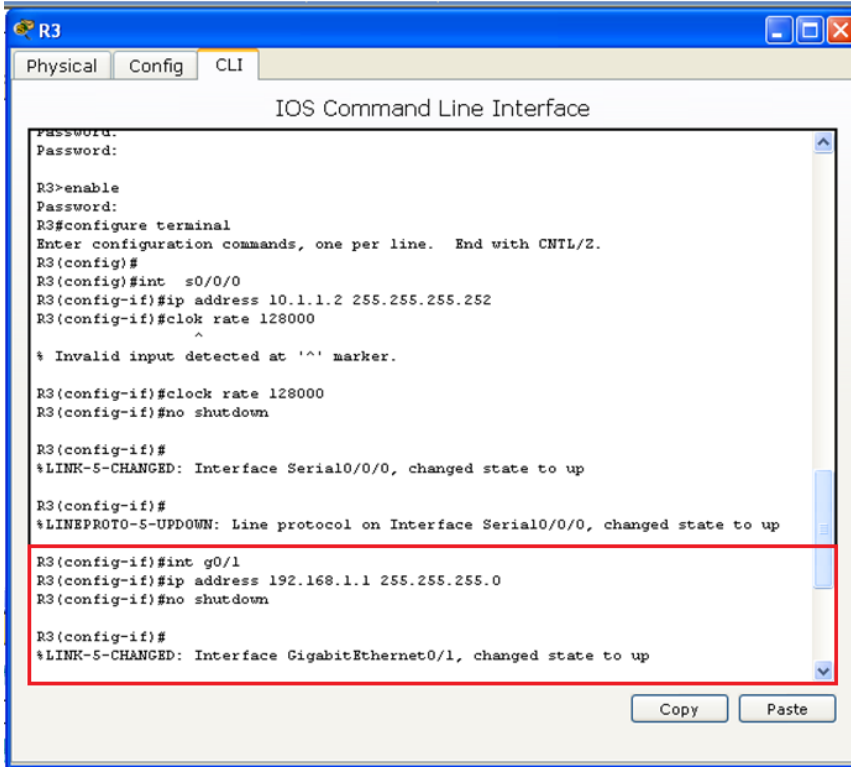 R3
Physical Config CLI
IOS Command Line Interface
Password:
Password:
R3>enable
Password:
R3#configure terminal
Enter configuration commands, one per line.  End with CNTL/Z.
R3(config)#
R3(config)#int  s0/0/0
R3(config-if)#ip address 10.1.1.2 255.255.255.252
R3(config-if)#clok rate 128000
^
% Invalid input detected at '^' marker.
R3(config-if)#clock rate 128000
R3(config-if)#no shutdown
R3(config-if)#
%LINK-5-CHANGED: Interface Serial0/0/0, changed state to up
R3(config-if)#
%LINEPROTO-5-UPDOWN: Line protocol on Interface Serial0/0/0, changed state to up
R3(config-if)#int g0/1
R3(config-if)#ip address 192.168.1.1 255.255.255.0
R3(config-if)#no shutdown
R3(config-if)#
%LINK-5-CHANGED: Interface GigabitEthernet0/1, changed state to up
Copy Paste